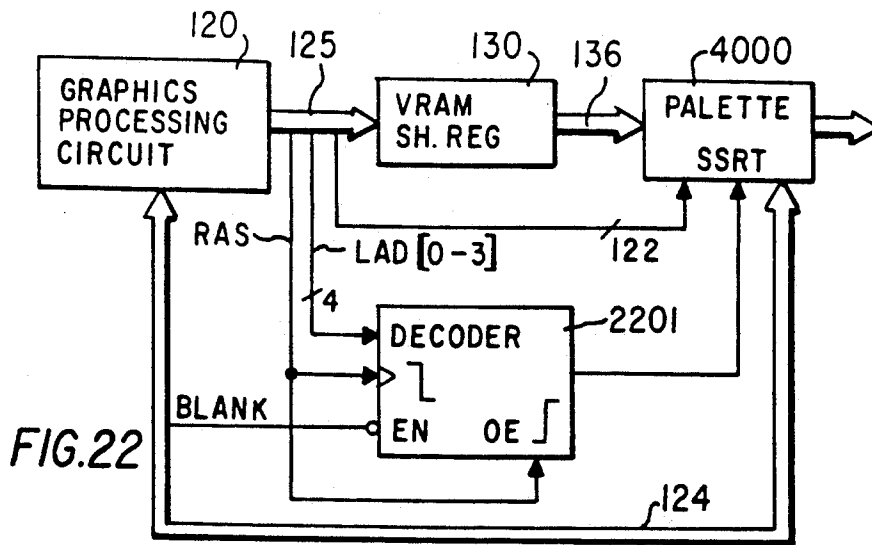 120
125
130
136
4000
GRAPHICS
PROCESSING
CIRCUIT
VRAM
SH. REG
PALETTE
SSRT
RAS
LAD [0-3]
122
4
DECODER
2201
BLANK
EN
OE
FIG.22
124